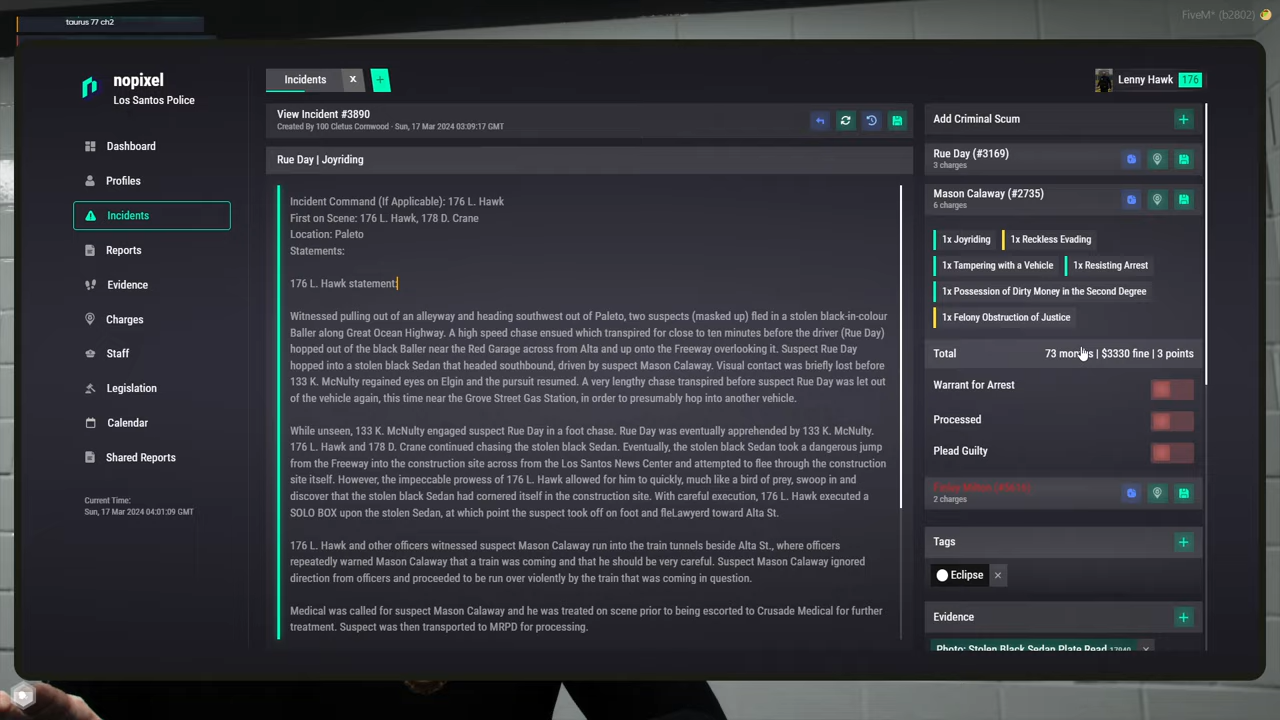 taurus 77 ch2
FiveM* (b2802)
nopixel
Los Santos Police
Dashboard
Profiles
Incidents
Reports
Evidence
Charges
Staff
Legislation
Calendar
Shared Reports
Current Time:
Sun, 17 Mar 2024 04:01:09 GMT
Incidents x +
Lenny Hawk 176
View Incident #3890
Created By 100 Cletus Cornwood - Sun, 17 Mar 2024 03:09:17 GMT
Rue Day | Joyriding
Incident Command (If Applicable): 176 L. Hawk
First on Scene: 176 L. Hawk, 178 D. Crane
Location: Paleto
Statements:
176 L. Hawk statement:
Witnessed pulling out of an alleyway and heading southwest out of Paleto, two suspects (masked up) fled in a stolen black-in-colour
Baller along Great Ocean Highway. A high speed chase ensued which transpired for close to ten minutes before the driver (Rue Day)
hopped out of the black Baller near the Red Garage across from Alta and up onto the Freeway overlooking it. Suspect Rue Day
hopped into a stolen black Sedan that headed southbound, driven by suspect Mason Calaway. Visual contact was briefly lost before
133 K. McNulty regained eyes on Elgin and the pursuit resumed. A very lengthy chase transpired before suspect Rue Day was let out
of the vehicle again, this time near the Grove Street Gas Station, in order to presumably hop into another vehicle.
While unseen, 133 K. McNulty engaged suspect Rue Day in a foot chase. Rue Day was eventually apprehended by 133 K. McNulty.
176 L. Hawk and 178 D. Crane continued chasing the stolen black Sedan. Eventually, the stolen black Sedan took a dangerous jump
from the Freeway into the construction site across from the Los Santos News Center and attempted to flee through the construction
site itself. However, the impeccable prowess of 176 L. Hawk allowed for him to quickly, much like a bird of prey, swoop in and
discover that the stolen black Sedan had cornered itself in the construction site. With careful execution, 176 L. Hawk executed a
SOLO BOX upon the stolen Sedan, at which point the suspect took off on foot and fleLawyerd toward Alta St.
176 L. Hawk and other officers witnessed suspect Mason Calaway run into the train tunnels beside Alta St., where officers
repeatedly warned Mason Calaway that a train was coming and that he should be very careful. Suspect Mason Calaway ignored
direction from officers and proceeded to be run over violently by the train that was coming in question.
Medical was called for suspect Mason Calaway and he was treated on scene prior to being escorted to Crusade Medical for further
treatment. Suspect was then transported to MRPD for processing.
Add Criminal Scum +
Rue Day (#3169)
3 charges
Mason Calaway (#2735)
6 charges
1x Joyriding 1x Reckless Evading
1x Tampering with a Vehicle 1x Resisting Arrest
1x Possession of Dirty Money in the Second Degree
1x Felony Obstruction of Justice
Total | $3330 fine | 3 points
Warrant for Arrest
Processed
Plead Guilty
2 charges
Tags +
Eclipse x
Evidence +
Photo: Stolen Black Sedan Plate Read